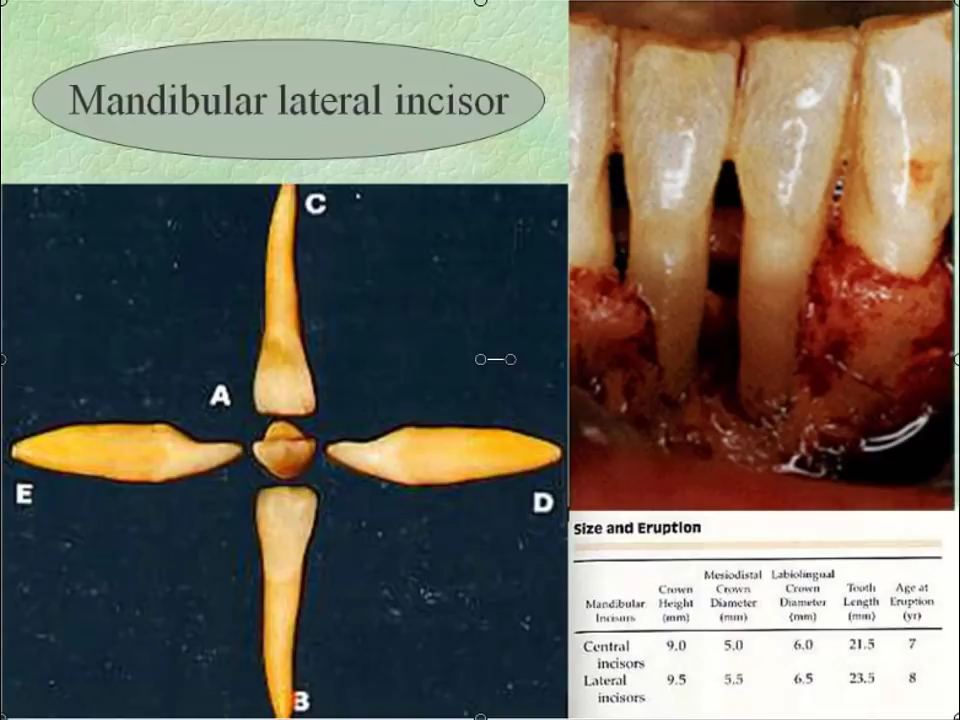 Mandibular lateral incisor
C
A
E
D
B
Size and Eruption
Mandibular Incisors Crown Height (mm) Mesiodistal Crown Diameter (mm) Labiolingual Crown Diameter (mm) Tooth Length (mm) Age at Eruption (yr)
Central incisors 9.0 5.0 6.0 21.5 7
Lateral incisors 9.5 5.5 6.5 23.5 8